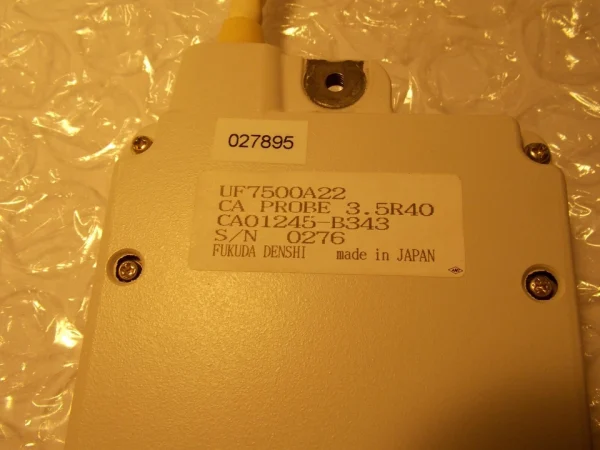 027895
UF7500A22
CA PROBE 3.5R40
CA01245-B343
S/N 0276
FUKUDA DENSHI made in JAPAN